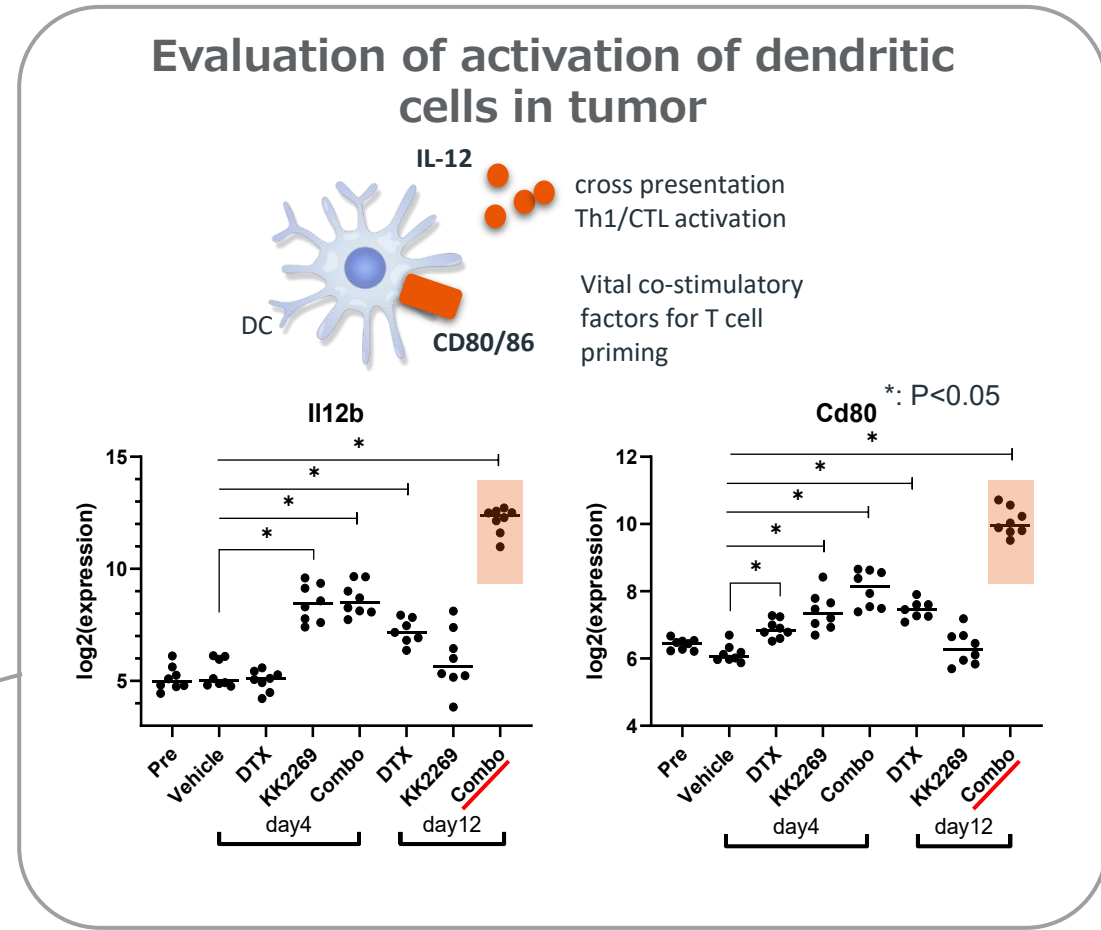 Evaluation of activation of dendritic
cells in tumor
IL-12
cross presentation
Th1/CTL activation
Vital co-stimulatory
factors for T cell
priming
DC
CD80/86
*: P<0.05
Il12b
log2(expression)
15
10
5
*
*
*
*
Pre
Vehicle
DTX
KK2269
Combo
DTX
KK2269
Combo
day4
day12
Cd80
log2(expression)
12
10
8
6
4
*
*
*
*
*
Pre
Vehicle
DTX
KK2269
Combo
DTX
KK2269
Combo
day4
day12